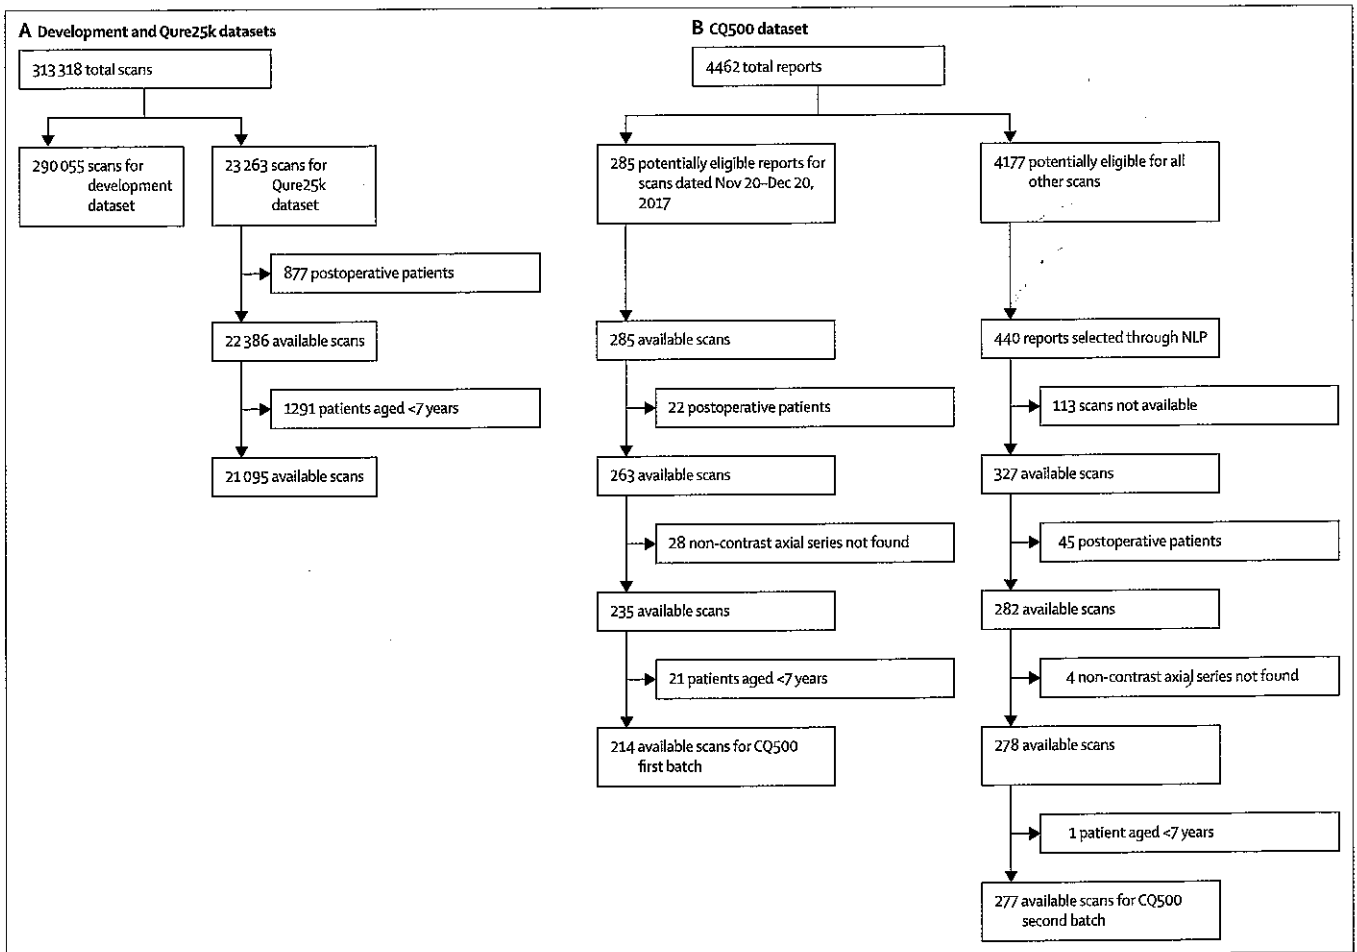 A Development and Qure25k datasets
313 318 total scans
290 055 scans for
development
dataset
23 263 scans for
Qure25k
dataset
877 postoperative patients
22 386 available scans
1291 patients aged <7 years
21 095 available scans
B CQ500 dataset
4462 total reports
285 potentially eligible reports for
scans dated Nov 20–Dec 20,
2017
4177 potentially eligible for all
other scans
285 available scans
22 postoperative patients
263 available scans
28 non-contrast axial series not found
235 available scans
21 patients aged <7 years
214 available scans for CQ500
first batch
440 reports selected through NLP
113 scans not available
327 available scans
45 postoperative patients
282 available scans
4 non-contrast axial series not found
278 available scans
1 patient aged <7 years
277 available scans for CQ500
second batch